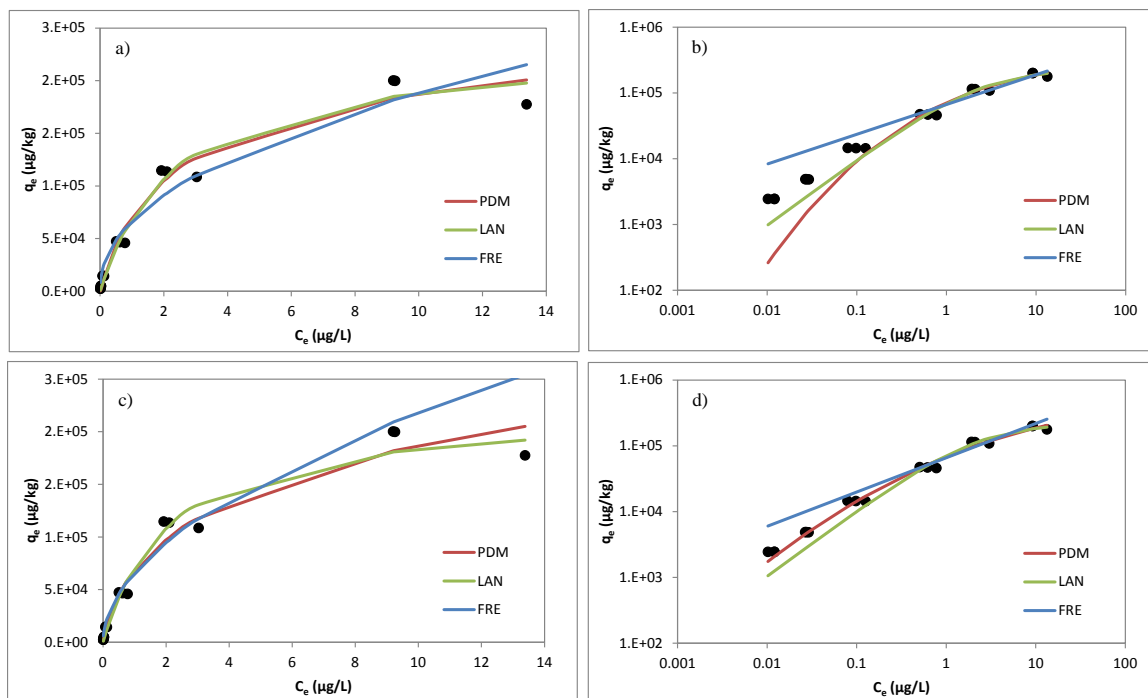 a)
3.E+05
2.E+05
2.E+05
1.E+05
5.E+04
0.E+00
qe (µg/kg)
0 2 4 6 8 10 12 14
Ce (µg/L)
PDM
LAN
FRE
b)
1.E+06
1.E+05
1.E+04
1.E+03
1.E+02
qe (µg/kg)
0.001 0.01 0.1 1 10 100
Ce (µg/L)
PDM
LAN
FRE
c)
3.E+05
2.E+05
2.E+05
1.E+05
5.E+04
0.E+00
qe (µg/kg)
0 2 4 6 8 10 12 14
Ce (µg/L)
PDM
LAN
FRE
d)
1.E+06
1.E+05
1.E+04
1.E+03
1.E+02
qe (µg/kg)
0.001 0.01 0.1 1 10 100
Ce (µg/L)
PDM
LAN
FRE